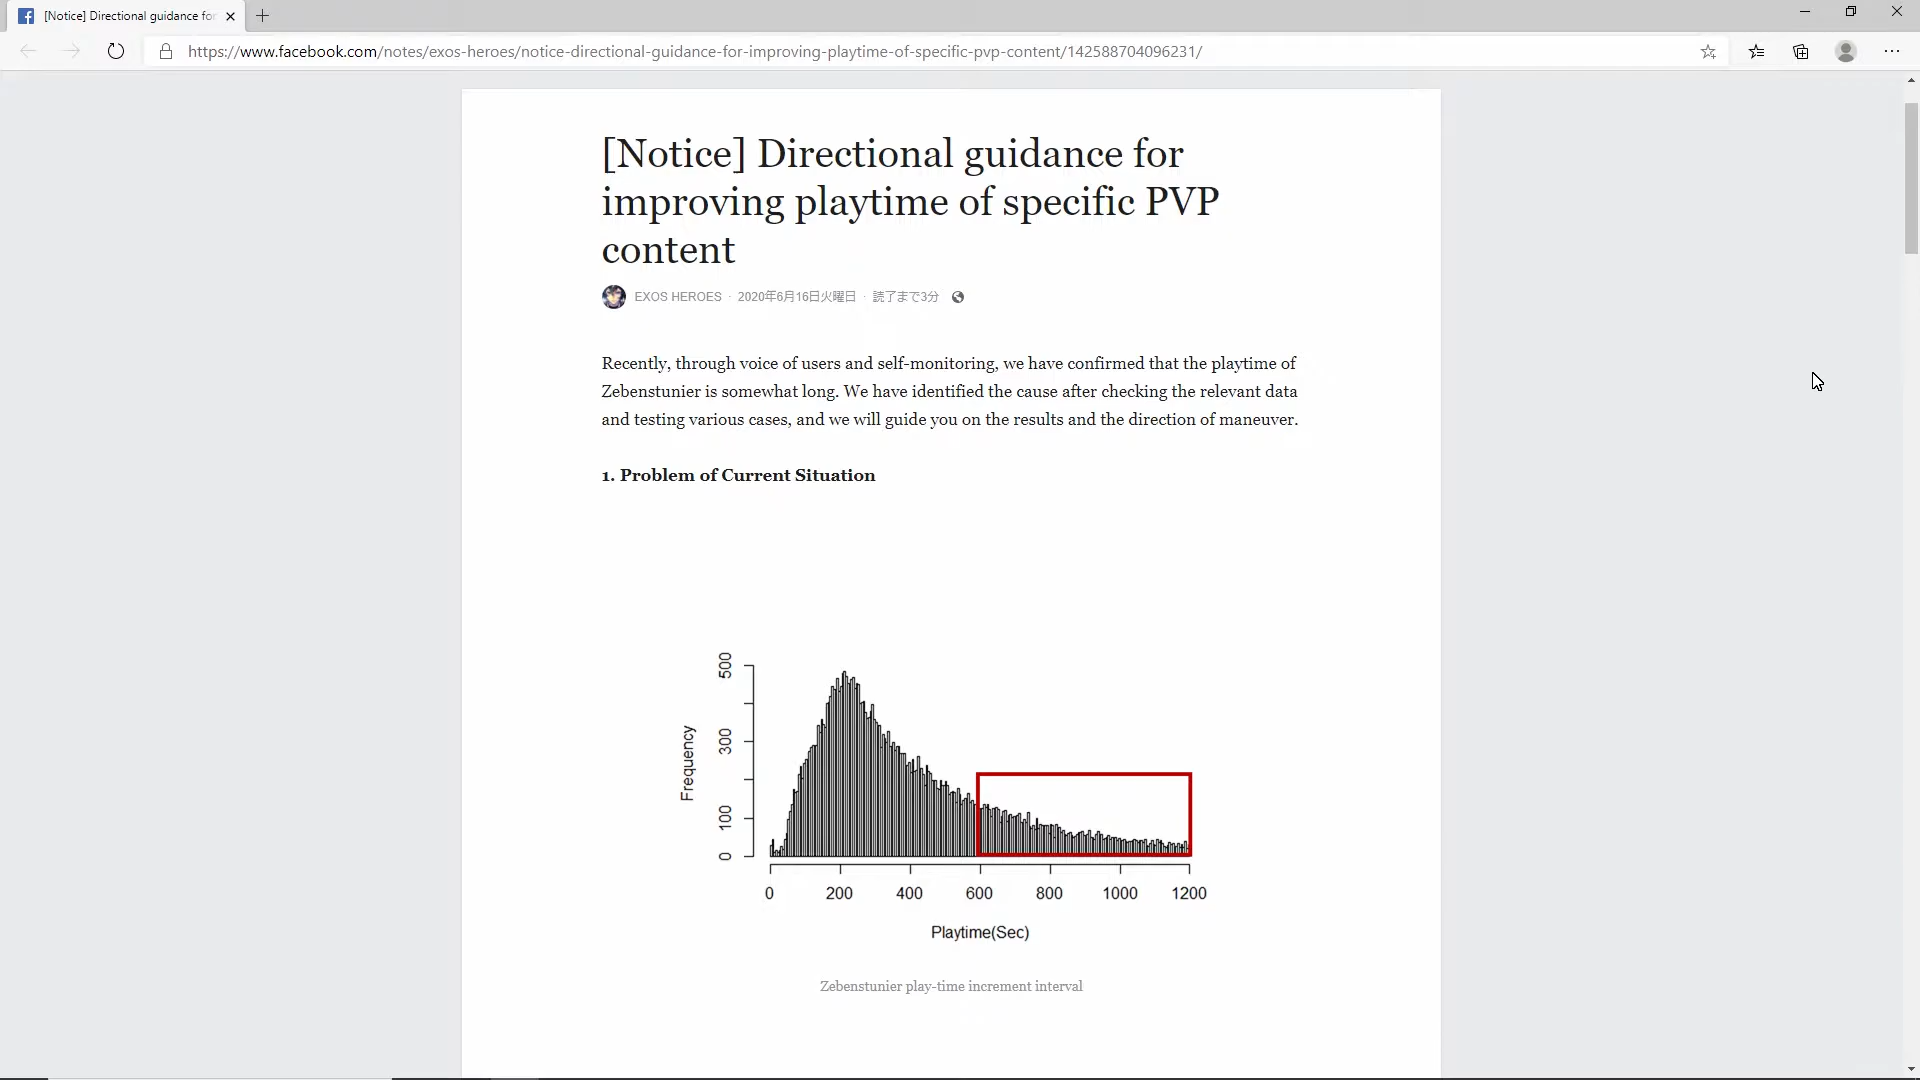 [Notice] Directional guidance for
https://www.facebook.com/notes/exos-heroes/notice-directional-guidance-for-improving-playtime-of-specific-pvp-content/142588704096231/
[Notice] Directional guidance for
improving playtime of specific PVP
content
EXOS HEROES · 2020年6月16日火曜日 · 読了まで3分
Recently, through voice of users and self-monitoring, we have confirmed that the playtime of
Zebenstunier is somewhat long. We have identified the cause after checking the relevant data
and testing various cases, and we will guide you on the results and the direction of maneuver.
1. Problem of Current Situation
500
300
100
0
Frequency
0 200 400 600 800 1000 1200
Playtime(Sec)
Zebenstunier play-time increment interval